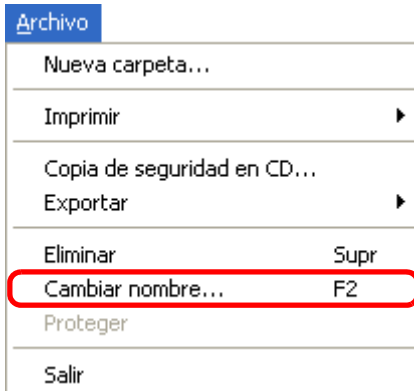 Archivo
Nueva carpeta...
Imprimir
Copia de seguridad en CD...
Exportar
Eliminar Supr
Cambiar nombre... F2
Proteger
Salir